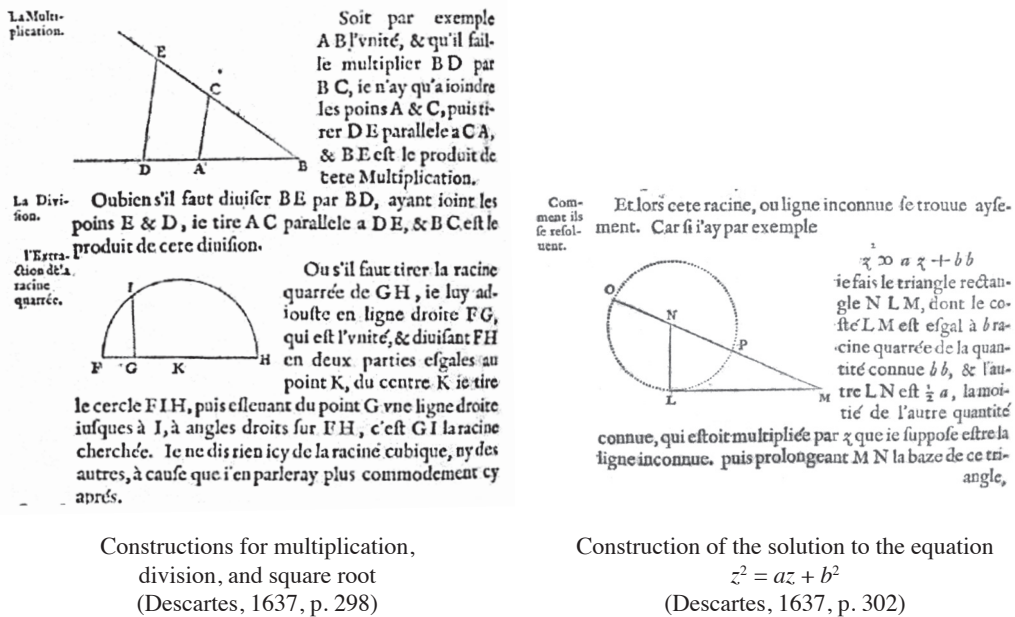 La Multi-
plication.
E
C
D
A
B
Soit par exemple
A B l'vnité, & qu'il fail-
le multiplier B D par
B C, ie n'ay qu'a ioindre
les poins A & C, puis ti-
rer D E parallele a C A,
& B E est le produit de
cete Multiplication.
La Divi-
sion.
Oubien s'il faut diuiser B E par B D, ayant ioint les
poins E & D, ie tire A C parallele a D E, & B C est le
produit de cete diuision.
l'Extra-
ction de la
racine
quarrée.
I
F
G
K
H
Ou s'il faut tirer la racine
quarrée de G H, ie luy ad-
iouste en ligne droite F G,
qui est l'vnité, & diuisant F H
en deux parties esgales au
point K, du centre K ie tire
le cercle F I H, puis esleuant du point G vne ligne droite
iusques à I, à angles droits sur F H, c'est G I la racine
cherchée. Ie ne dis rien icy de la racine cubique, ny des
autres, à cause que i'en parleray plus commodement cy
aprés.
Constructions for multiplication,
division, and square root
(Descartes, 1637, p. 298)
Com-
ment ils
se resol-
uent.
Et lors cete racine, ou ligne inconnue se trouue ayse-
ment. Car si i'ay par exemple
z² ∞ a z + b b
O
N
P
L
M
ie fais le triangle rectan-
gle N L M, dont le co-
sté L M est esgal à b ra-
cine quarrée de la quan-
tité connue b b, & l'au-
tre L N est ½ a, la moi-
tié de l'autre quantité
connue, qui estoit multipliée par z que ie suppose estre la
ligne inconnue. puis prolongeant M N la baze de ce tri-
angle,
Construction of the solution to the equation
z² = az + b²
(Descartes, 1637, p. 302)